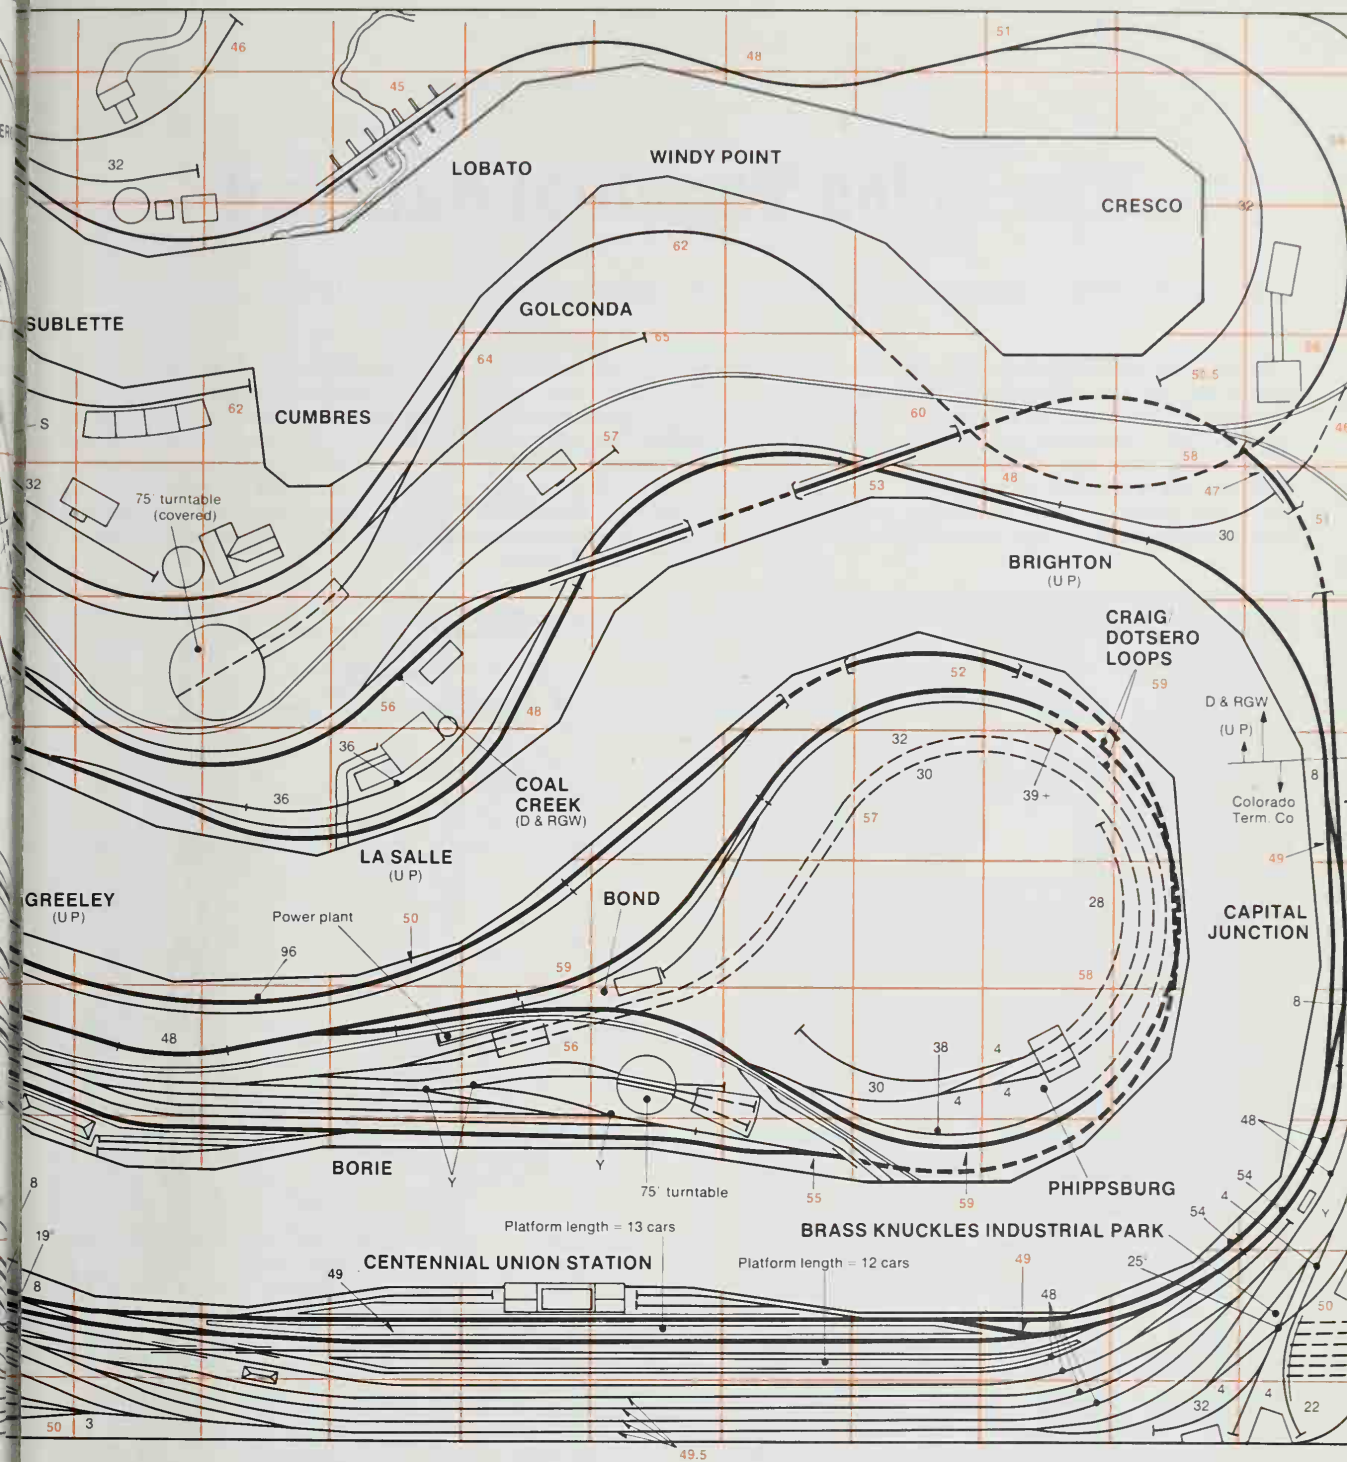 46
51
48
45
32
LOBATO
WINDY POINT
CRESCO
32
62
SUBLETTE
GOLCONDA
65
64
62
CUMBRES
S
60
57
58
32
75' turntable
(covered)
53
48
47
30
BRIGHTON
(U P)
CRAIG/
DOTSERO
LOOPS
59
52
D & RGW
(U P)
56
48
36
32
30
39 +
8
36
COAL
CREEK
(D & RGW)
57
Colorado
Term. Co
49
LA SALLE
(U P)
GREELEY
(U P)
Power plant
50
BOND
28
CAPITAL
JUNCTION
96
59
58
8
48
56
38
4
30
4
4
48
BORIE
Y
Y
75' turntable
55
59
PHIPPSBURG
54
4
Y
8
54
19°
Platform length = 13 cars
BRASS KNUCKLES INDUSTRIAL PARK
CENTENNIAL UNION STATION
Platform length = 12 cars
49
25°
8
49
48
50
50
3
49.5
32
4
4
22